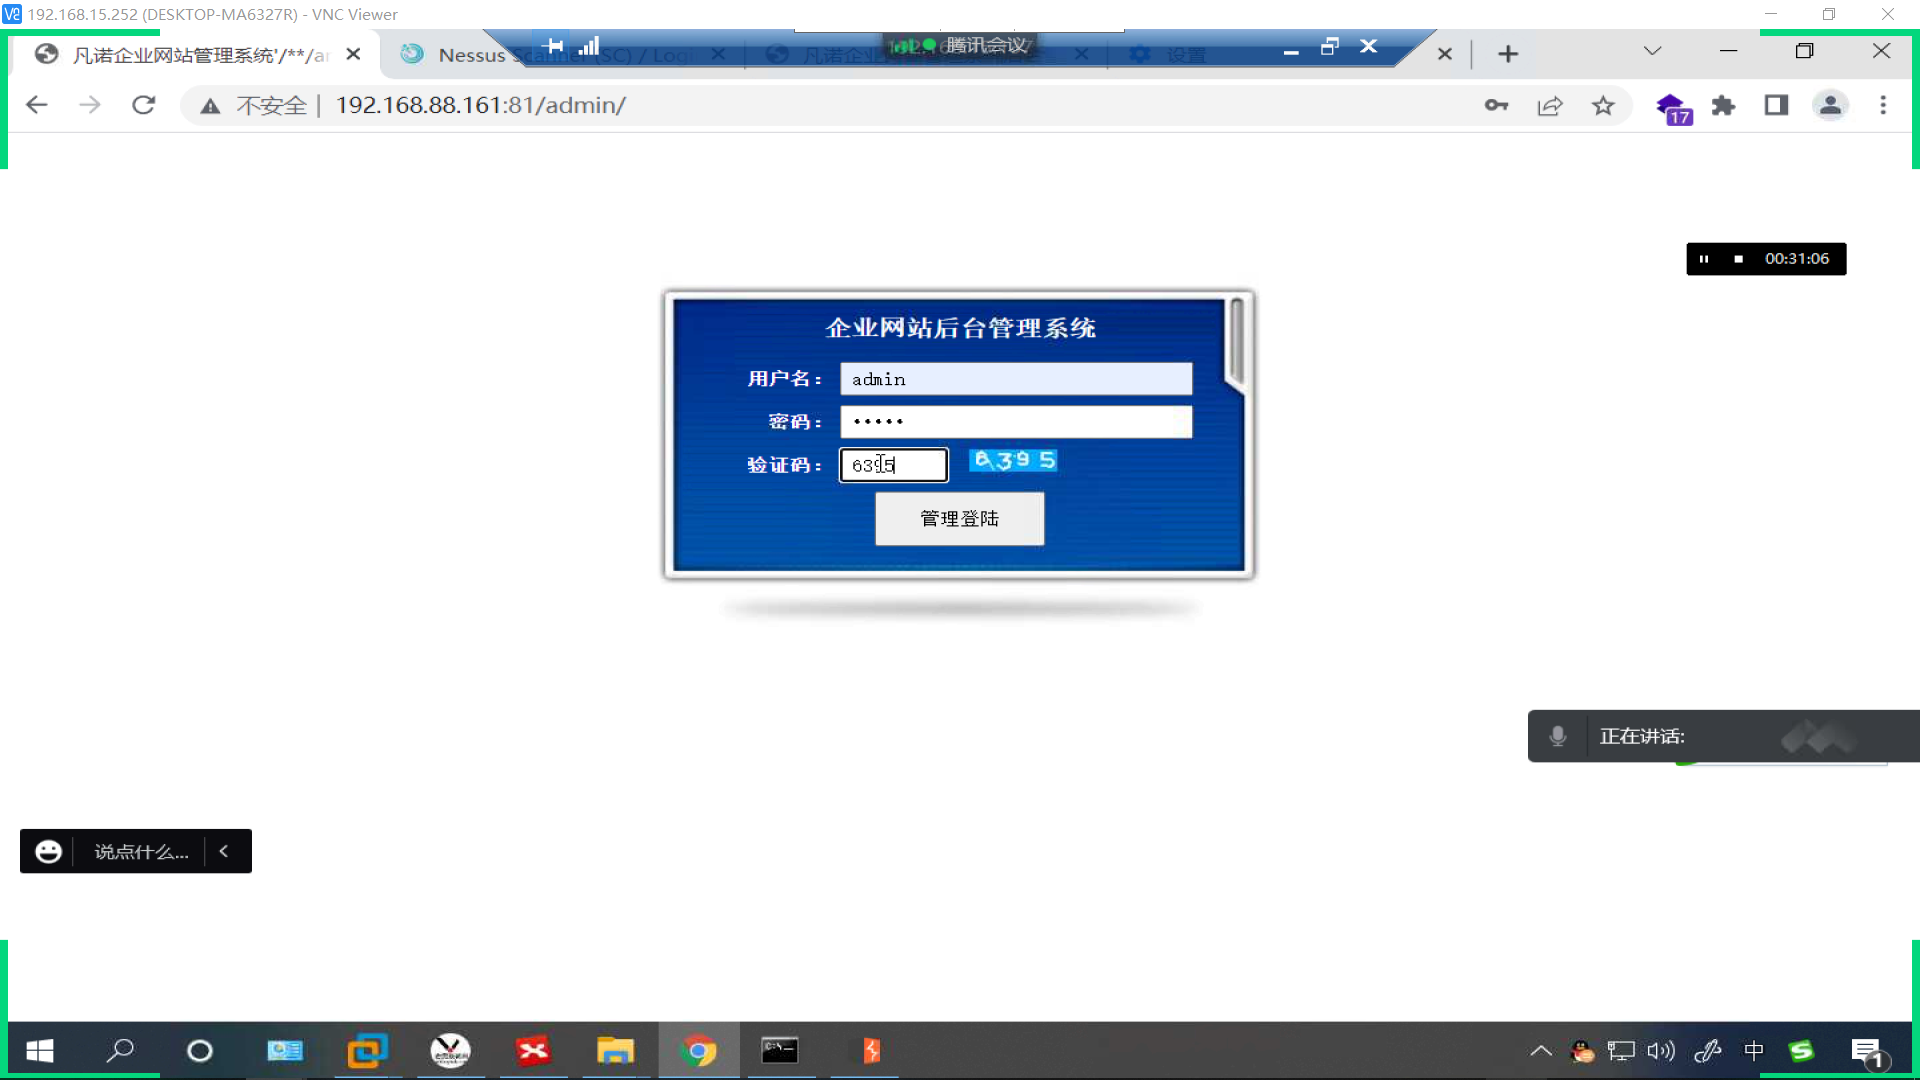 192.168.15.252 (DESKTOP-MA6327R) - VNC Viewer
凡诺企业网站管理系统'/**/ar
Nessus Scanner (SC) / Logi
凡诺企业
腾讯会议
设置
不安全 | 192.168.88.161:81/admin/
17
00:31:06
企业网站后台管理系统
用户名： admin
密码： •••••
验证码： 6395 6395
管理登陆
正在讲话:
说点什么...
中
1